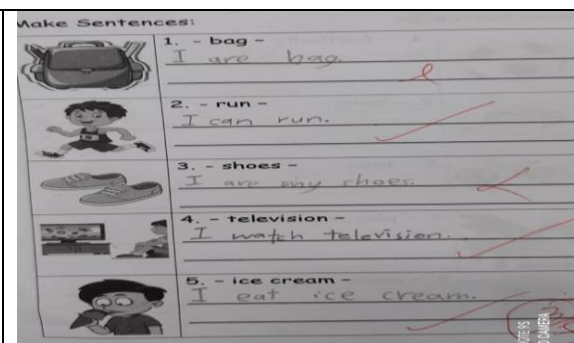 Make Sentences:
1. - bag -
I are bag.
2. - run -
I can run.
3. - shoes -
I are my shoes.
4. - television -
I watch television.
5. - ice cream -
I eat ice cream.